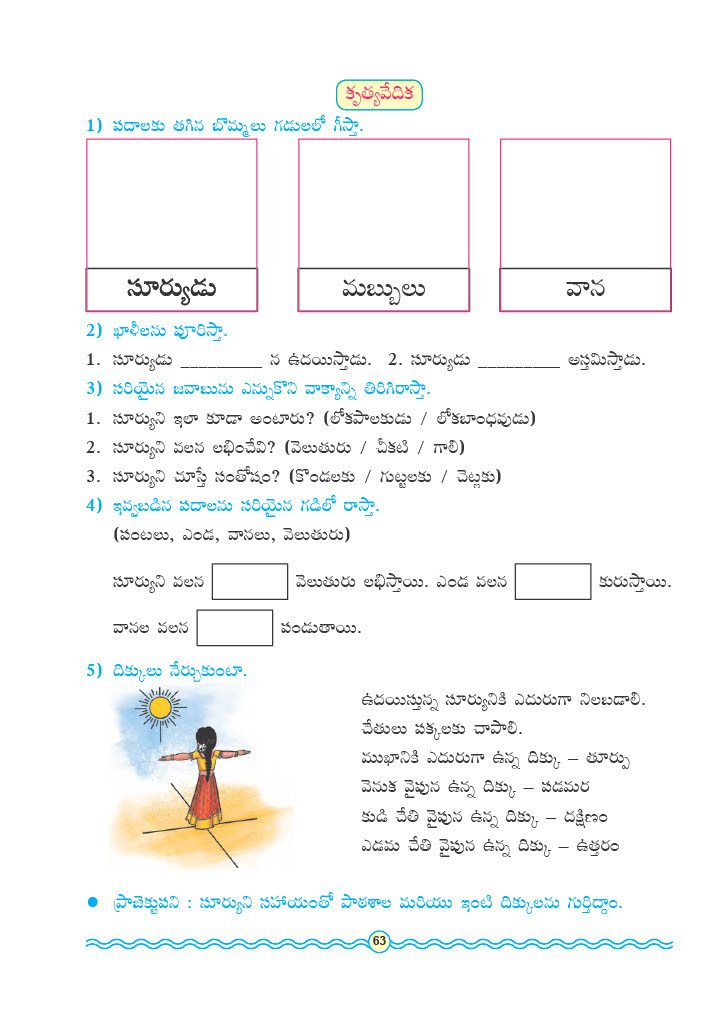 కృత్యవేదిక
1) పదాలకు తగిన బొమ్మలు గడులలో గీస్తా.
సూర్యుడు మబ్బులు వాన
2) ఖాళీలను పూరిస్తా.
1. సూర్యుడు _________ న ఉదయిస్తాడు. 2. సూర్యుడు _________ అస్తమిస్తాడు.
3) సరియైన జవాబును ఎన్నుకొని వాక్యాన్ని తిరిగిరాస్తా.
1. సూర్యుని ఇలా కూడా అంటారు? (లోకపాలకుడు / లోకబాంధవుడు)
2. సూర్యుని వలన లభించేవి? (వెలుతురు / చీకటి / గాలి)
3. సూర్యుని చూస్తే సంతోషం? (కొండలకు / గుట్టలకు / చెట్లకు)
4) ఇవ్వబడిన పదాలను సరియైన గడిలో రాస్తా.
(పంటలు, ఎండ, వానలు, వెలుతురు)
సూర్యుని వలన వెలుతురు లభిస్తాయి. ఎండ వలన కురుస్తాయి.
వానల వలన పండుతాయి.
5) దిక్కులు నేర్చుకుంటా.
ఉదయిస్తున్న సూర్యునికి ఎదురుగా నిలబడాలి.
చేతులు పక్కలకు చాపాలి.
ముఖానికి ఎదురుగా ఉన్న దిక్కు – తూర్పు
వెనుక వైపున ఉన్న దిక్కు – పడమర
కుడి చేతి వైపున ఉన్న దిక్కు – దక్షిణం
ఎడమ చేతి వైపున ఉన్న దిక్కు – ఉత్తరం
● ప్రాజెక్టుపని : సూర్యుని సహాయంతో పాఠశాల మరియు ఇంటి దిక్కులను గుర్తిద్దాం.
63